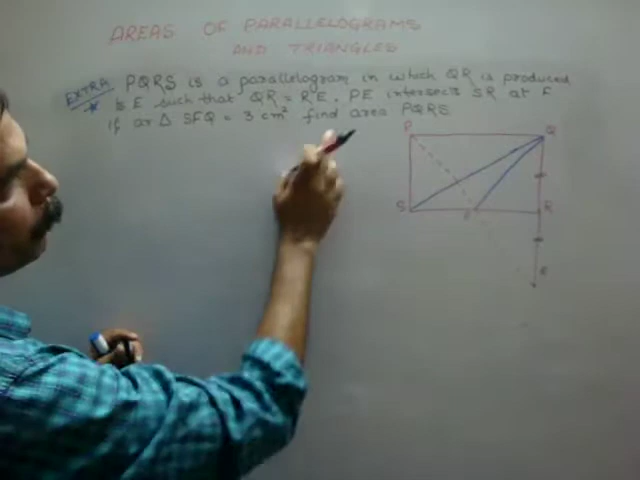 AREAS OF PARALLELOGRAMS
AND TRIANGLES
EXTRA PQRS is a parallelogram in which QR is produced
to E such that QR = RE. PE intersects SR at F
If ar Δ SFQ = 3 cm² find area PQRS
P Q
S F R
E